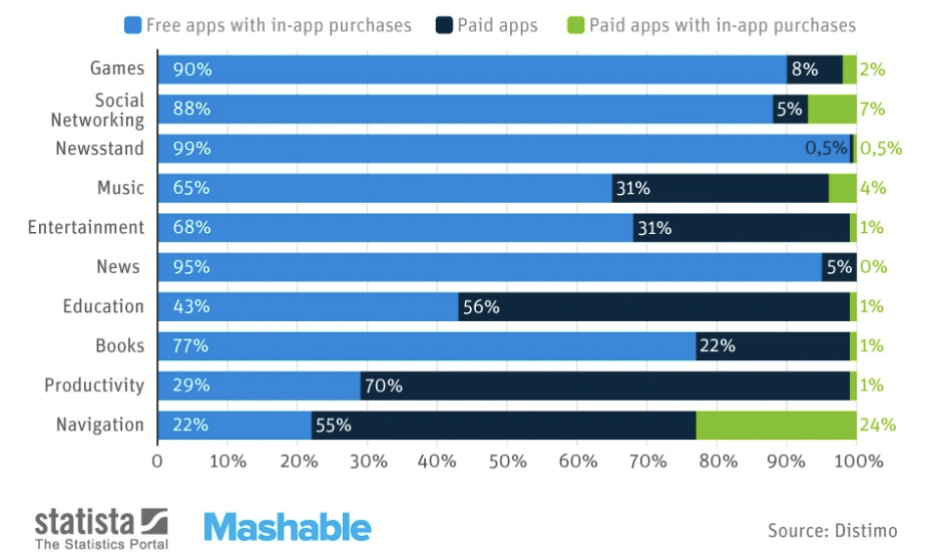 Free apps with in-app purchases Paid apps Paid apps with in-app purchases
Games 90% 8% 2%
Social
Networking 88% 5% 7%
Newsstand 99% 0,5% 0,5%
Music 65% 31% 4%
Entertainment 68% 31% 1%
News 95% 5% 0%
Education 43% 56% 1%
Books 77% 22% 1%
Productivity 29% 70% 1%
Navigation 22% 55% 24%
0 10% 20% 30% 40% 50% 60% 70% 80% 90% 100%
statista
The Statistics Portal
Mashable
Source: Distimo